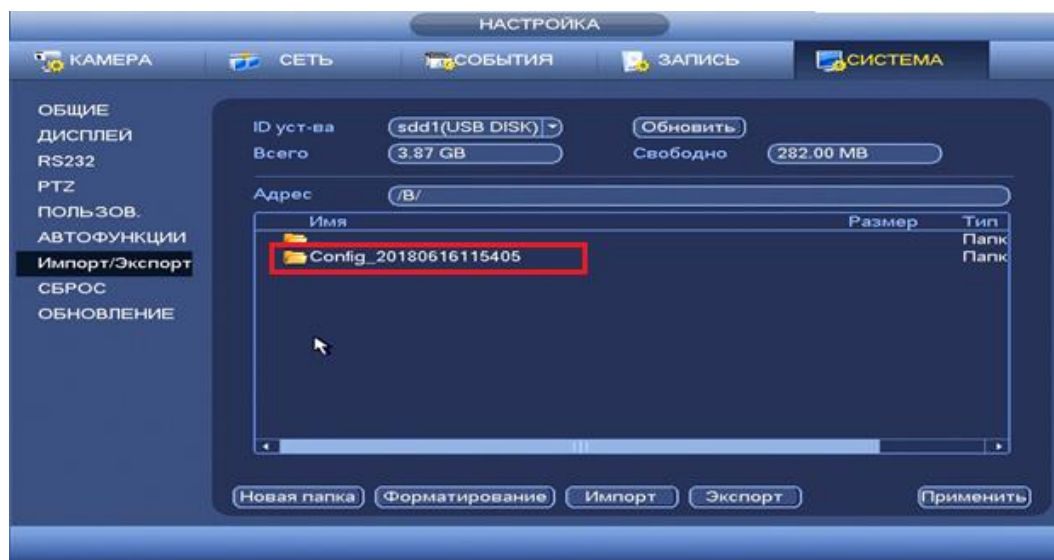 НАСТРОЙКА
КАМЕРА СЕТЬ СОБЫТИЯ ЗАПИСЬ СИСТЕМА
ОБЩИЕ
ДИСПЛЕЙ
RS232
PTZ
ПОЛЬЗОВ.
АВТОФУНКЦИИ
Импорт/Экспорт
СБРОС
ОБНОВЛЕНИЕ
ID уст-ва sdd1(USB DISK) Обновить
Всего 3.87 GB Свободно 282.00 MB
Адрес /B/
Имя Размер Тип
Папк
Config_20180616115405 Папк
Новая папка Форматирование Импорт Экспорт Применить